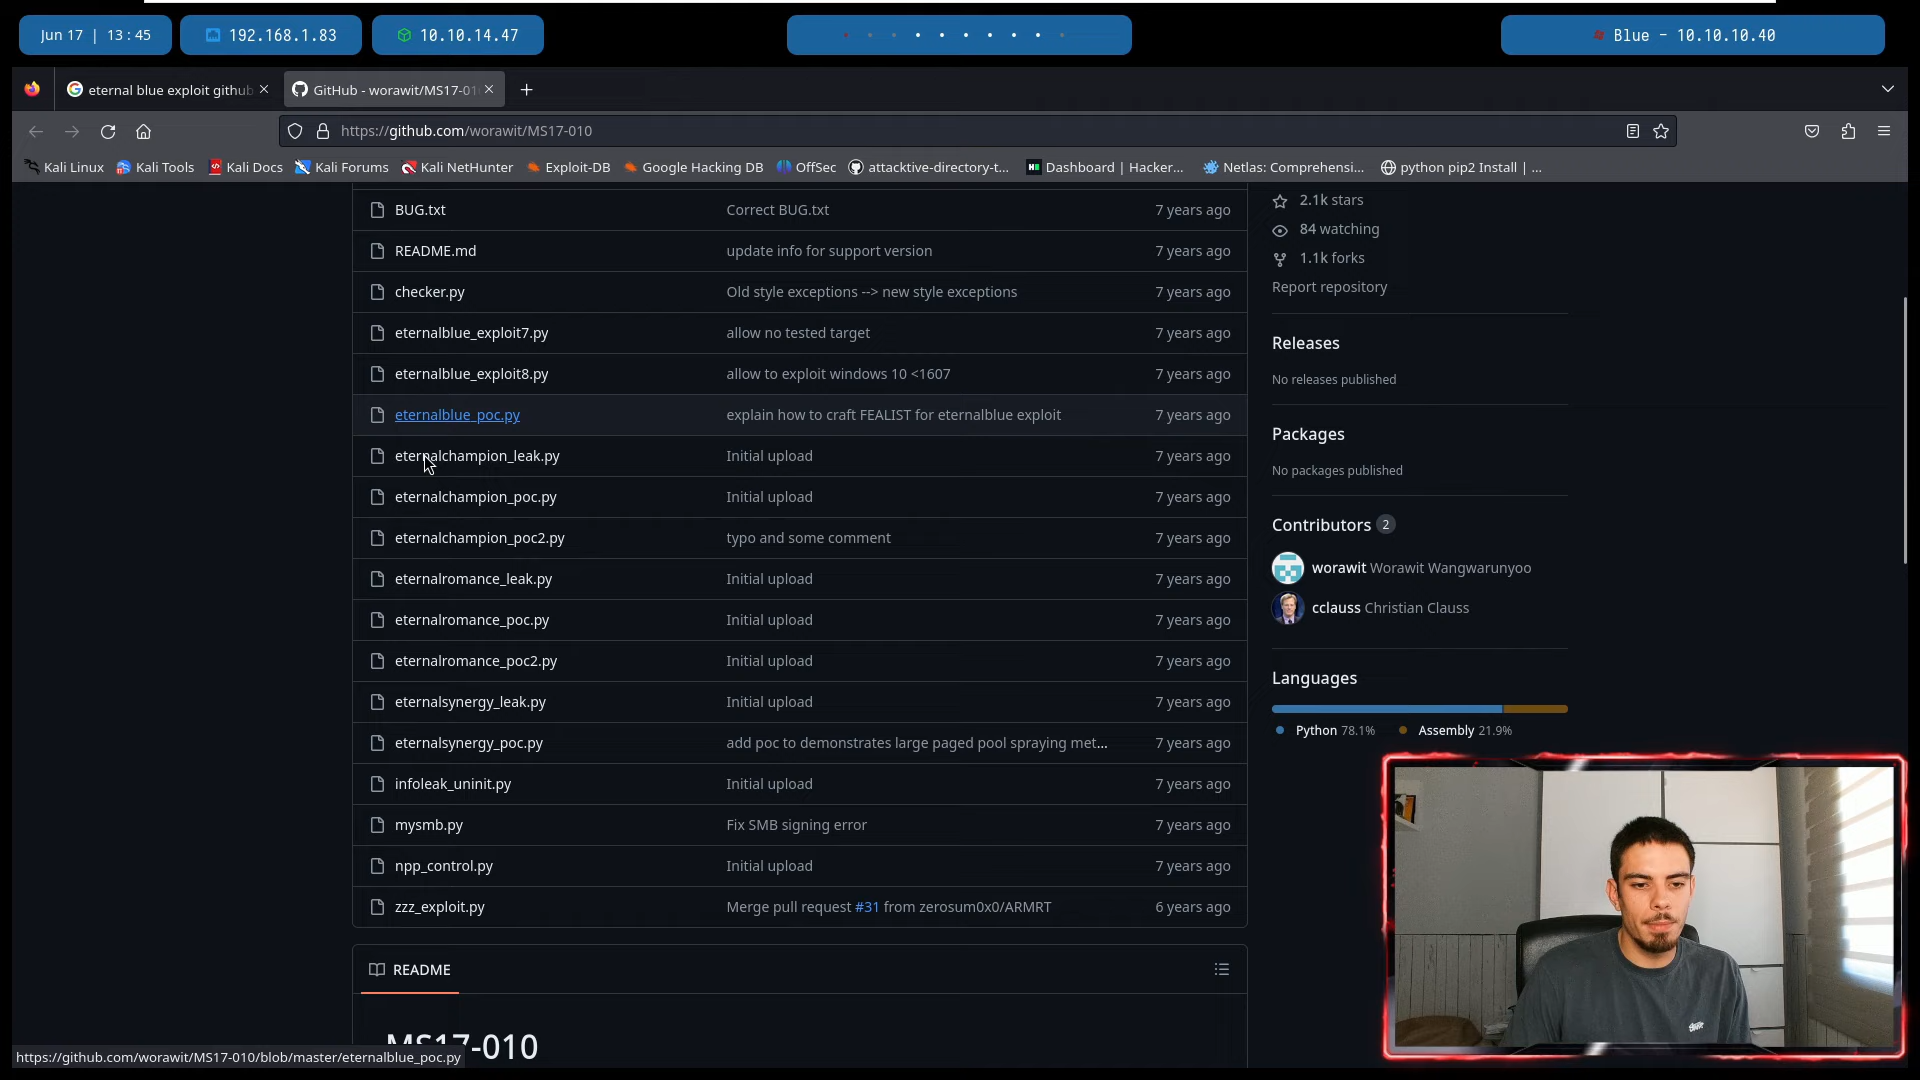 Jun 17 | 13:45
192.168.1.83
10.10.14.47
Blue - 10.10.10.40
eternal blue exploit github
GitHub - worawit/MS17-01
https://github.com/worawit/MS17-010
Kali Linux
Kali Tools
Kali Docs
Kali Forums
Kali NetHunter
Exploit-DB
Google Hacking DB
OffSec
attacktive-directory-t...
Dashboard | Hacker...
Netlas: Comprehensi...
python pip2 Install | ...
BUG.txt Correct BUG.txt 7 years ago
README.md update info for support version 7 years ago
checker.py Old style exceptions --> new style exceptions 7 years ago
eternalblue_exploit7.py allow no tested target 7 years ago
eternalblue_exploit8.py allow to exploit windows 10 <1607 7 years ago
eternalblue_poc.py explain how to craft FEALIST for eternalblue exploit 7 years ago
eternalchampion_leak.py Initial upload 7 years ago
eternalchampion_poc.py Initial upload 7 years ago
eternalchampion_poc2.py typo and some comment 7 years ago
eternalromance_leak.py Initial upload 7 years ago
eternalromance_poc.py Initial upload 7 years ago
eternalromance_poc2.py Initial upload 7 years ago
eternalsynergy_leak.py Initial upload 7 years ago
eternalsynergy_poc.py add poc to demonstrates large paged pool spraying met... 7 years ago
infoleak_uninit.py Initial upload 7 years ago
mysmb.py Fix SMB signing error 7 years ago
npp_control.py Initial upload 7 years ago
zzz_exploit.py Merge pull request #31 from zerosum0x0/ARMRT 6 years ago
README
MS17-010
2.1k stars
84 watching
1.1k forks
Report repository
Releases
No releases published
Packages
No packages published
Contributors 2
worawit Worawit Wangwarunyoo
cclauss Christian Clauss
Languages
Python 78.1%
Assembly 21.9%
https://github.com/worawit/MS17-010/blob/master/eternalblue_poc.py